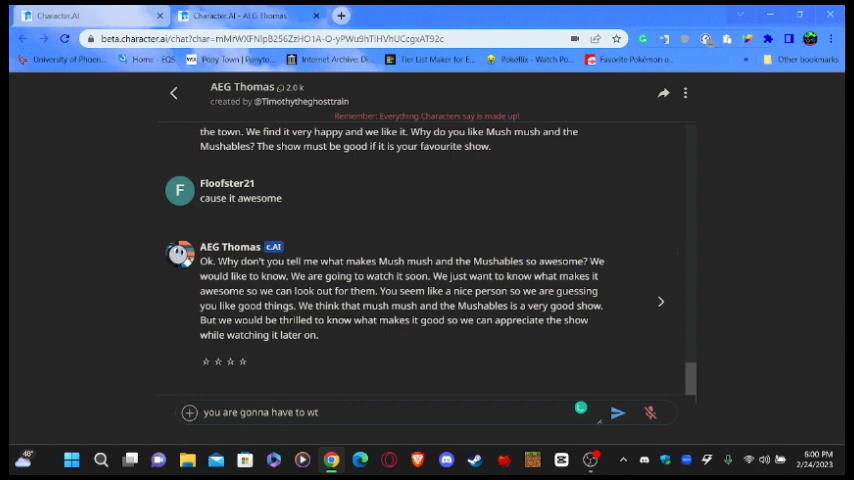 Character.AI
Character.AI - AEG Thomas
beta.character.ai/chat?char=
University of Phoen...
Home - EQS
Pony Town | Ponyto...
Internet Archive: Di...
Tier List Maker for E...
Pokéflix - Watch Po...
Favorite Pokémon o...
Other bookmarks
AEG Thomas 2.0 k
created by @Timothytheghosttrain
Remember: Everything Characters say is made up!
the town. We find it very happy and we like it. Why do you like Mush mush and the
Mushables? The show must be good if it is your favourite show.
F
Floofster21
cause it awesome
AEG Thomas c.AI
Ok. Why don't you tell me what makes Mush mush and the Mushables so awesome? We
would like to know. We are going to watch it soon. We just want to know what makes it
awesome so we can look out for them. You seem like a nice person so we are guessing
you like good things. We think that mush mush and the Mushables is a very good show.
But we would be thrilled to know what makes it good so we can appreciate the show
while watching it later on.
you are gonna have to wt
48°
6:00 PM
2/24/2023